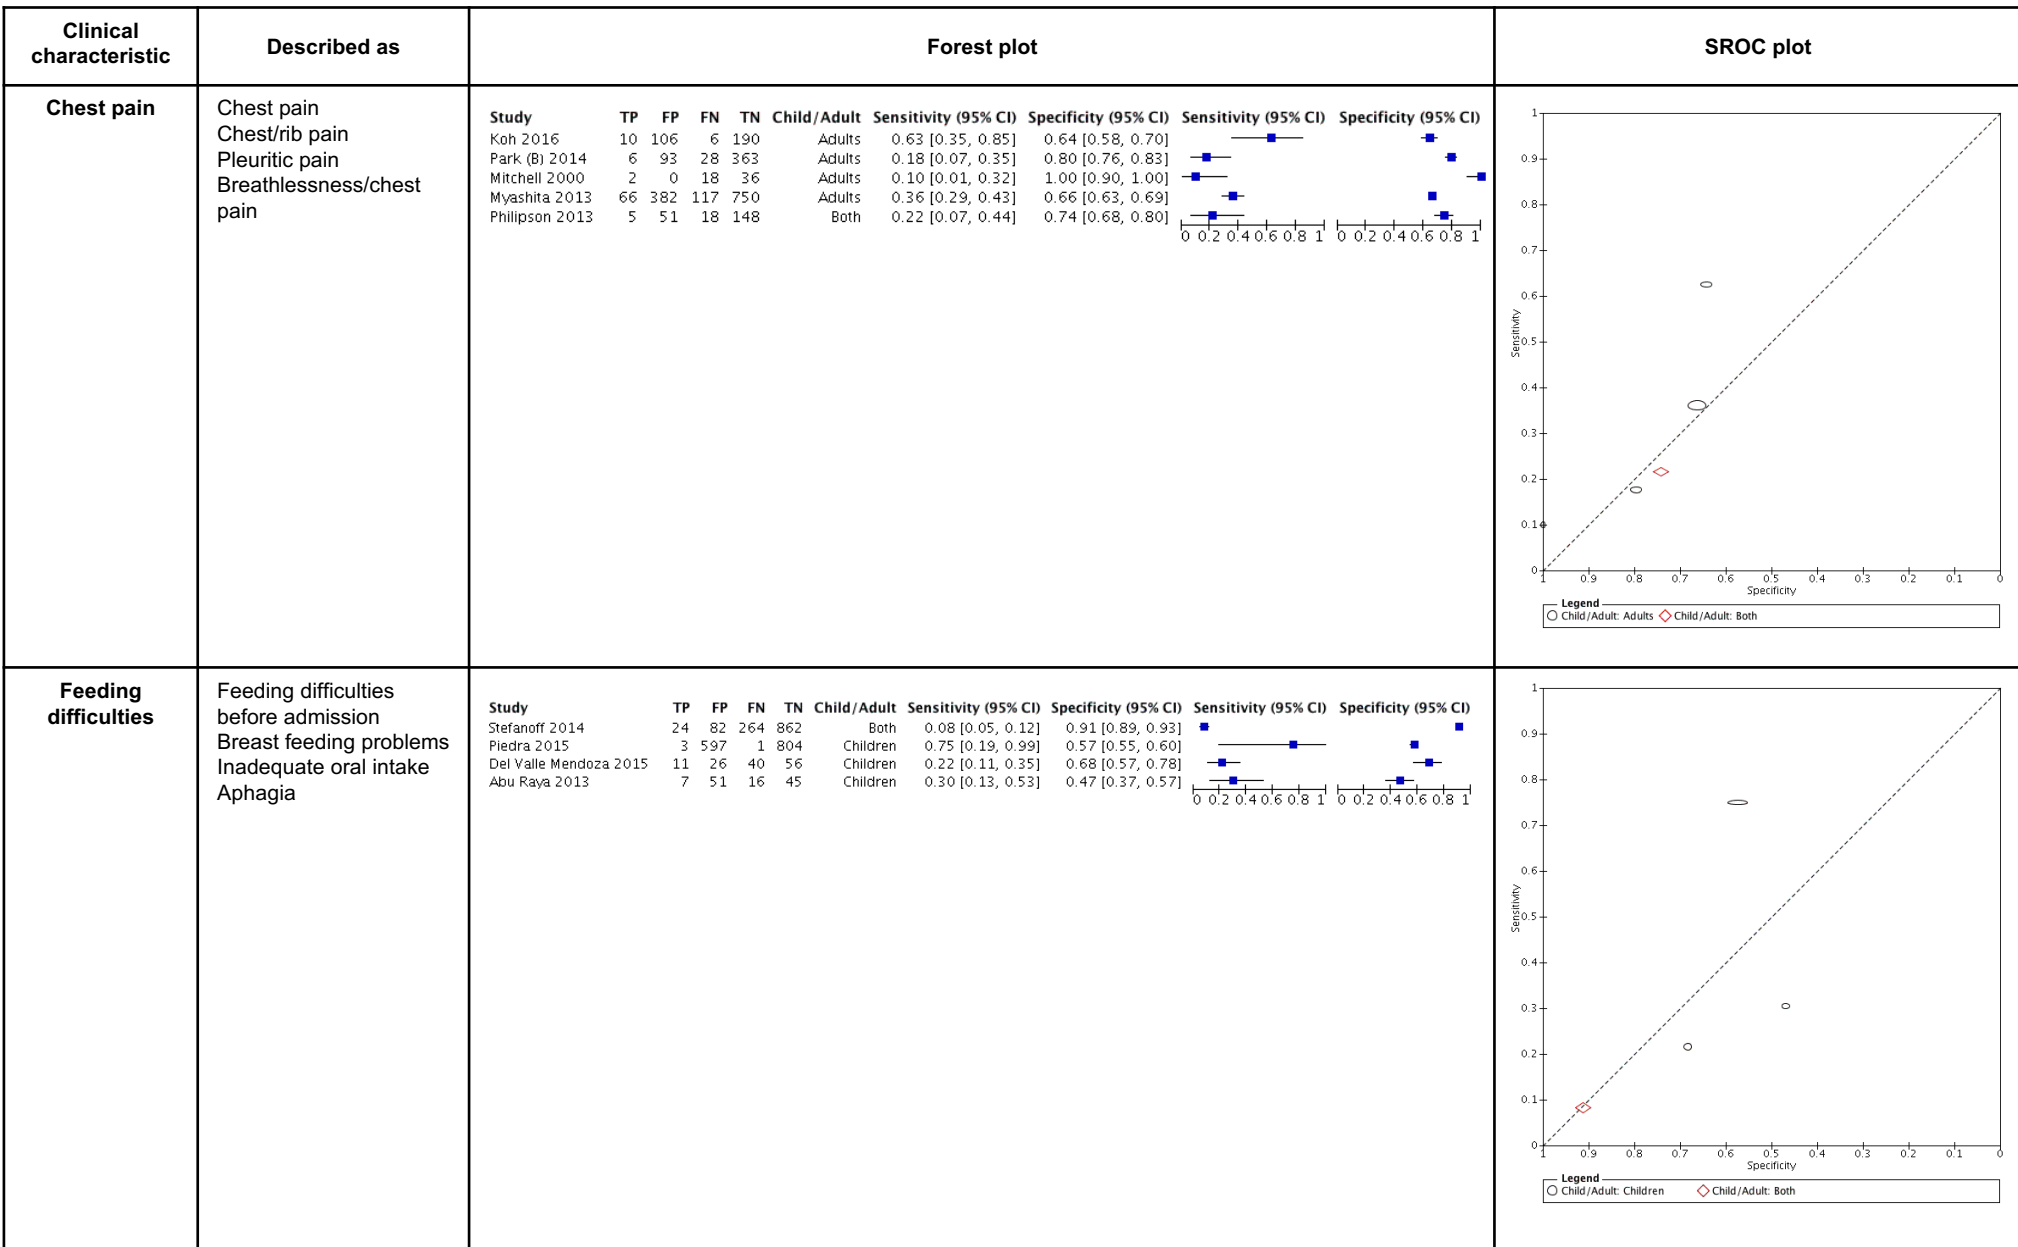 Clinical characteristic
Described as
Forest plot
SROC plot
Chest pain
Chest pain
Chest/rib pain
Pleuritic pain
Breathlessness/chest
pain
Study TP FP FN TN Child/Adult Sensitivity (95% CI) Specificity (95% CI) Sensitivity (95% CI) Specificity (95% CI)
Koh 2016 10 106 6 190 Adults 0.63 [0.35, 0.85] 0.64 [0.58, 0.70]
Park (B) 2014 6 93 28 363 Adults 0.18 [0.07, 0.35] 0.80 [0.76, 0.83]
Mitchell 2000 2 0 18 36 Adults 0.10 [0.01, 0.32] 1.00 [0.90, 1.00]
Myashita 2013 66 382 117 750 Adults 0.36 [0.29, 0.43] 0.66 [0.63, 0.69]
Philipson 2013 5 51 18 148 Both 0.22 [0.07, 0.44] 0.74 [0.68, 0.80]
0 0.2 0.4 0.6 0.8 1 0 0.2 0.4 0.6 0.8 1
1
0.9
0.8
0.7
0.6
0.5
0.4
0.3
0.2
0.1
0
Sensitivity
1 0.9 0.8 0.7 0.6 0.5 0.4 0.3 0.2 0.1 0
Specificity
Legend
Child/Adult: Adults Child/Adult: Both
Feeding
difficulties
Feeding difficulties
before admission
Breast feeding problems
Inadequate oral intake
Aphagia
Study TP FP FN TN Child/Adult Sensitivity (95% CI) Specificity (95% CI) Sensitivity (95% CI) Specificity (95% CI)
Stefanoff 2014 24 82 264 862 Both 0.08 [0.05, 0.12] 0.91 [0.89, 0.93]
Piedra 2015 3 597 1 804 Children 0.75 [0.19, 0.99] 0.57 [0.55, 0.60]
Del Valle Mendoza 2015 11 26 40 56 Children 0.22 [0.11, 0.35] 0.68 [0.57, 0.78]
Abu Raya 2013 7 51 16 45 Children 0.30 [0.13, 0.53] 0.47 [0.37, 0.57]
0 0.2 0.4 0.6 0.8 1 0 0.2 0.4 0.6 0.8 1
1
0.9
0.8
0.7
0.6
0.5
0.4
0.3
0.2
0.1
0
Sensitivity
1 0.9 0.8 0.7 0.6 0.5 0.4 0.3 0.2 0.1 0
Specificity
Legend
Child/Adult: Children Child/Adult: Both